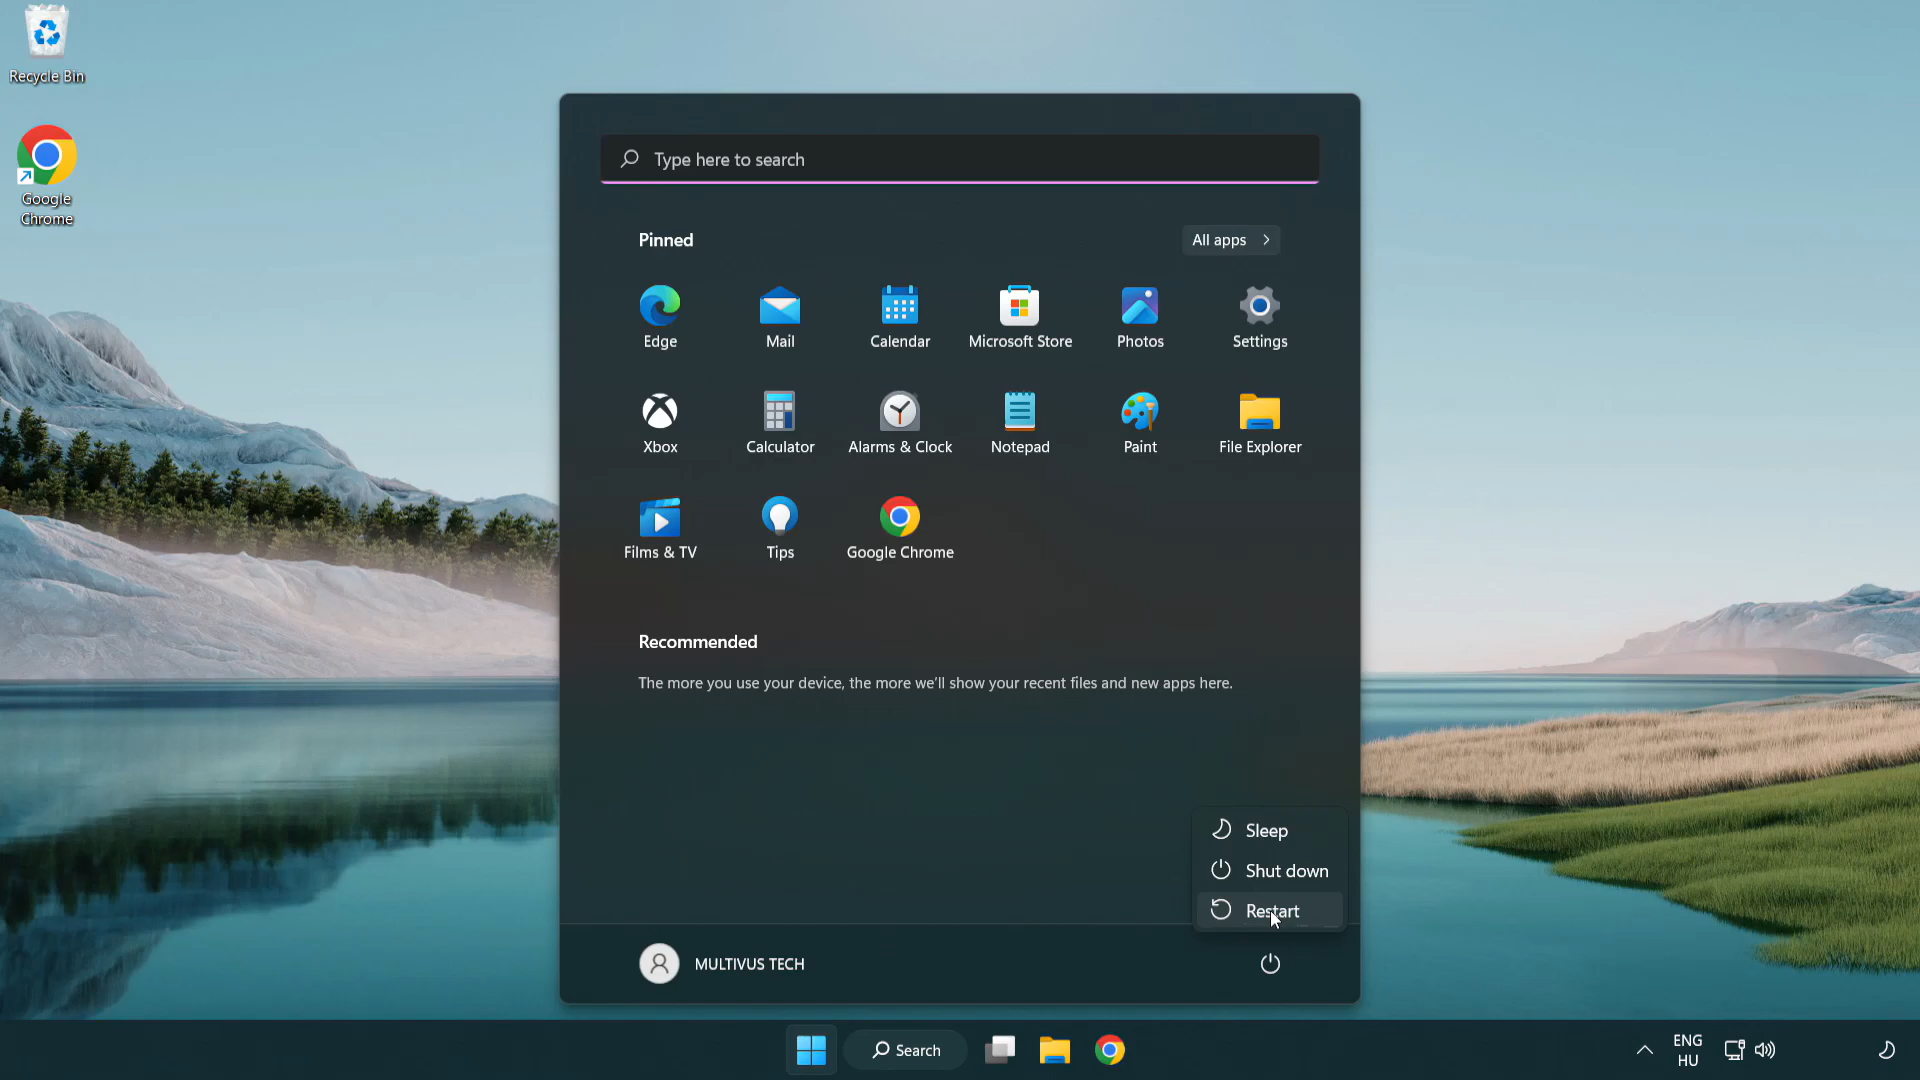 Recycle Bin
Google
Chrome
Type here to search
Pinned
All apps
Edge
Mail
Calendar
Microsoft Store
Photos
Settings
Xbox
Calculator
Alarms & Clock
Notepad
Paint
File Explorer
Films & TV
Tips
Google Chrome
Recommended
The more you use your device, the more we'll show your recent files and new apps here.
Sleep
Shut down
Restart
MULTIVUS TECH
Search
ENG
HU